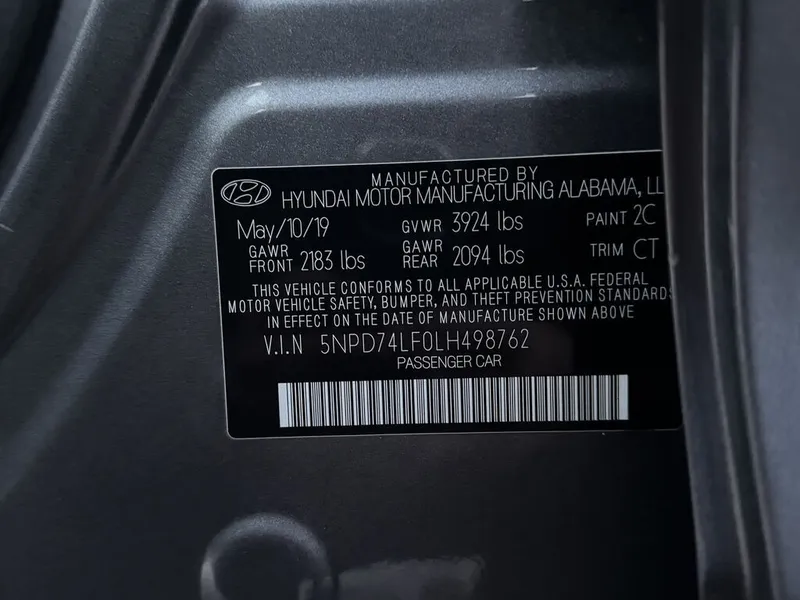 MANUFACTURED BY
HYUNDAI MOTOR MANUFACTURING ALABAMA, LL
May/10/19 GVWR 3924 lbs PAINT 2C
GAWR FRONT 2183 lbs GAWR REAR 2094 lbs TRIM CT
THIS VEHICLE CONFORMS TO ALL APPLICABLE U.S.A. FEDERAL
MOTOR VEHICLE SAFETY, BUMPER, AND THEFT PREVENTION STANDARDS
IN EFFECT ON THE DATE OF MANUFACTURE SHOWN ABOVE
V.I.N 5NPD74LF0LH498762
PASSENGER CAR